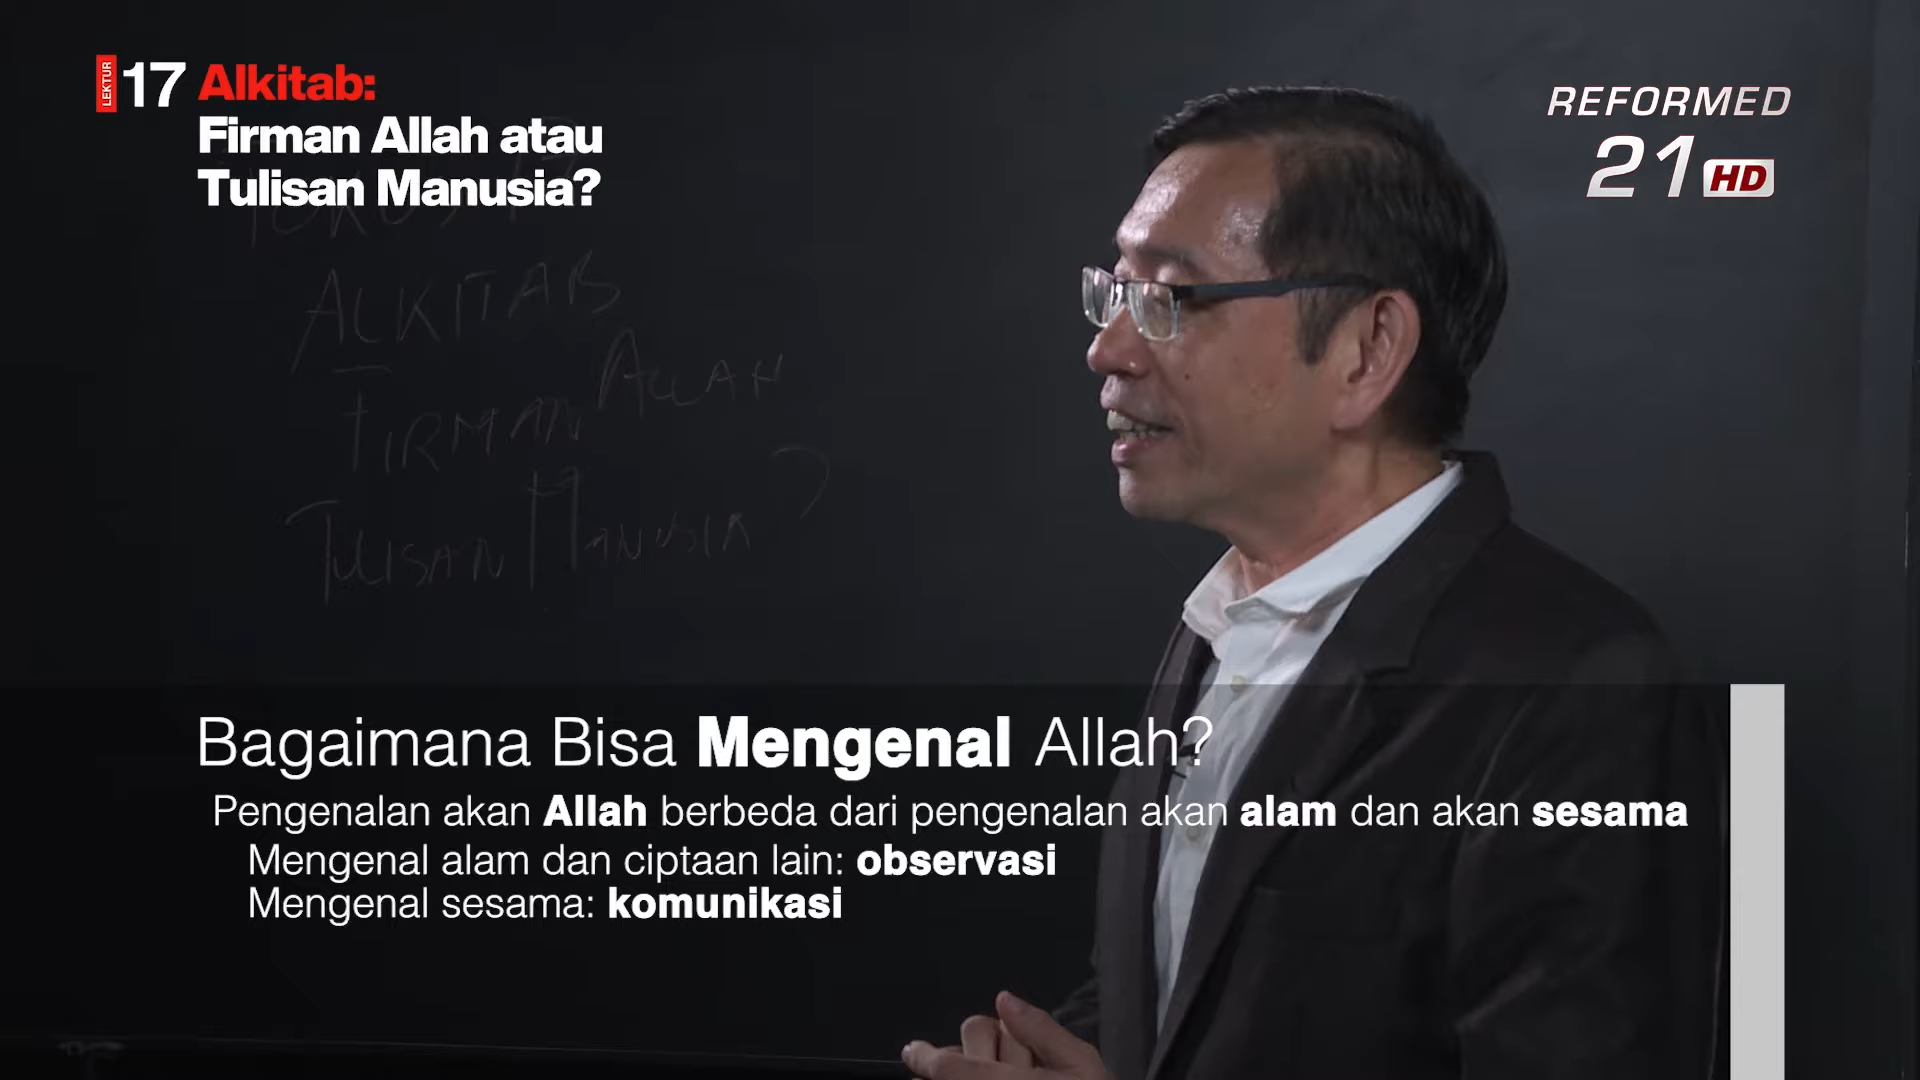 LEKTUR 17 Alkitab:
Firman Allah atau
Tulisan Manusia?
REFORMED
21 HD
ALKITAB
FIRMAN ALLAH
TULISAN MANUSIA?
Bagaimana Bisa Mengenal Allah?
Pengenalan akan Allah berbeda dari pengenalan akan alam dan akan sesama
Mengenal alam dan ciptaan lain: observasi
Mengenal sesama: komunikasi